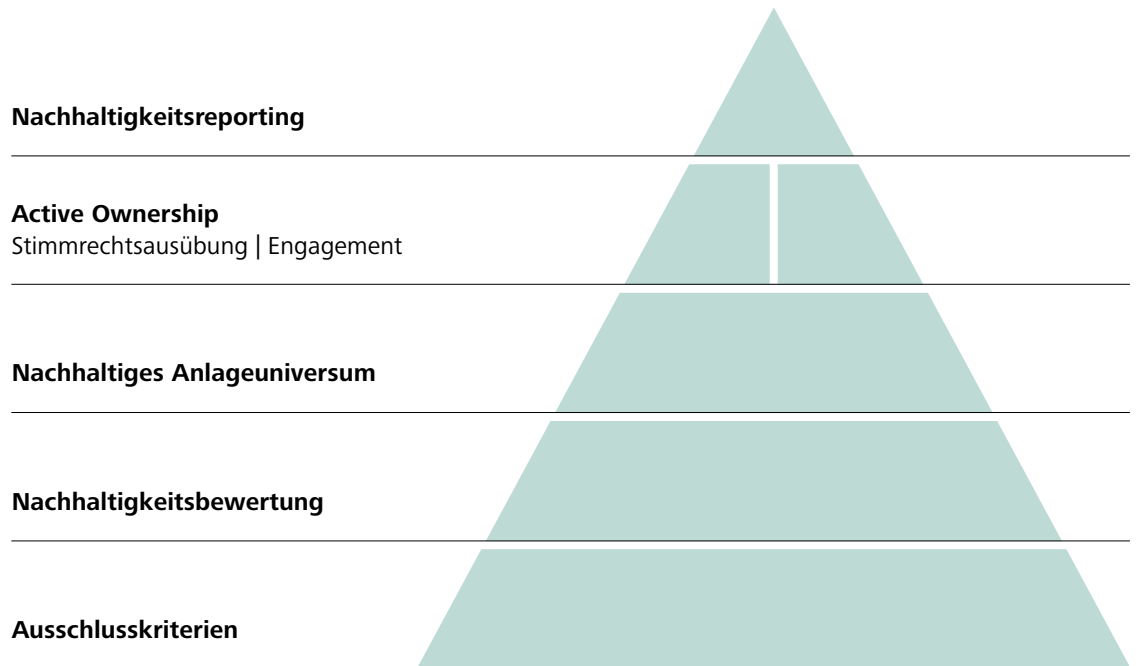 Nachhaltigkeitsreporting
Active Ownership
Stimmrechtsausübung | Engagement
Nachhaltiges Anlageuniversum
Nachhaltigkeitsbewertung
Ausschlusskriterien